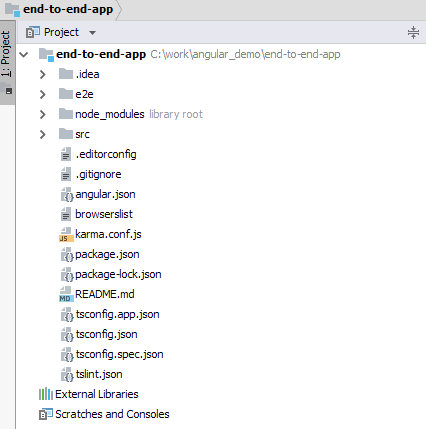 end-to-end-app
1: Project
Project
end-to-end-app C:\work\angular_demo\end-to-end-app
.idea
e2e
node_modules library root
src
.editorconfig
.gitignore
angular.json
browserslist
karma.conf.js
package.json
package-lock.json
README.md
tsconfig.app.json
tsconfig.json
tsconfig.spec.json
tslint.json
External Libraries
Scratches and Consoles